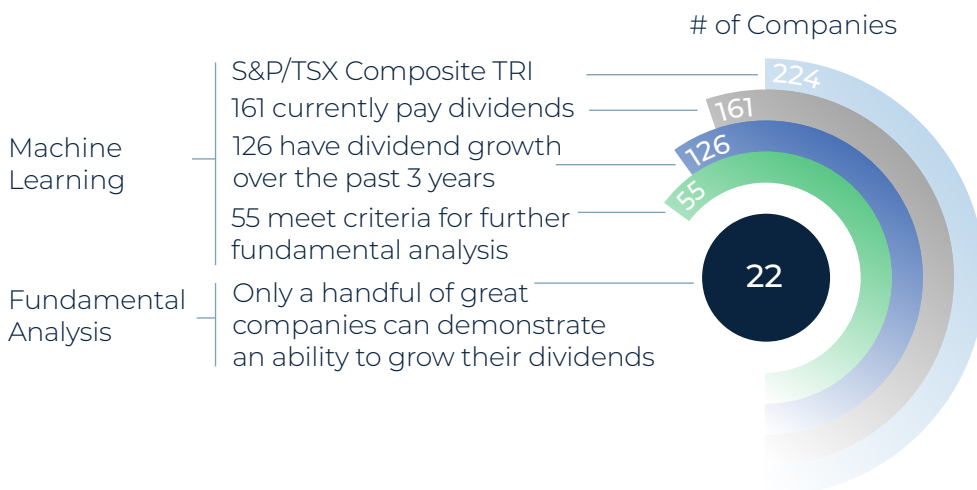 # of Companies
Machine
Learning
S&P/TSX Composite TRI
224
161 currently pay dividends
161
126 have dividend growth
over the past 3 years
126
55 meet criteria for further
fundamental analysis
55
Fundamental
Analysis
Only a handful of great
companies can demonstrate
an ability to grow their dividends
22